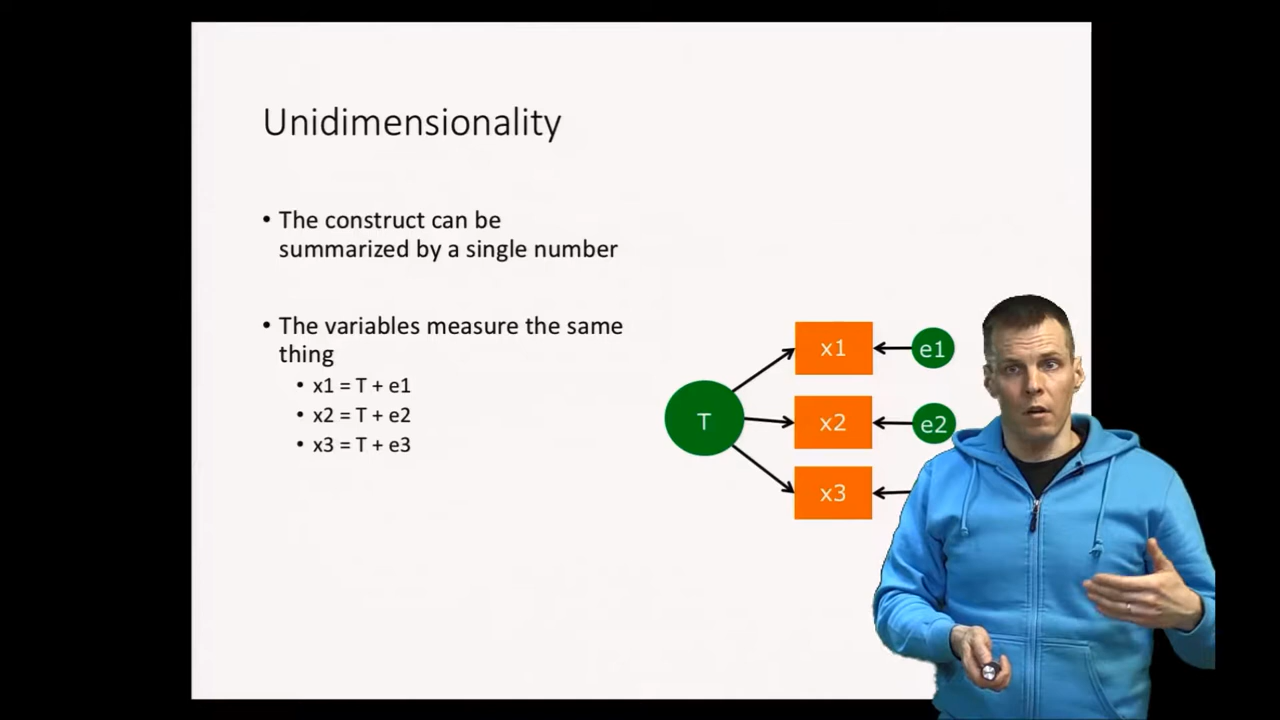 Unidimensionality
• The construct can be
summarized by a single number
• The variables measure the same
thing
• x1 = T + e1
• x2 = T + e2
• x3 = T + e3
T
x1
e1
x2
e2
x3